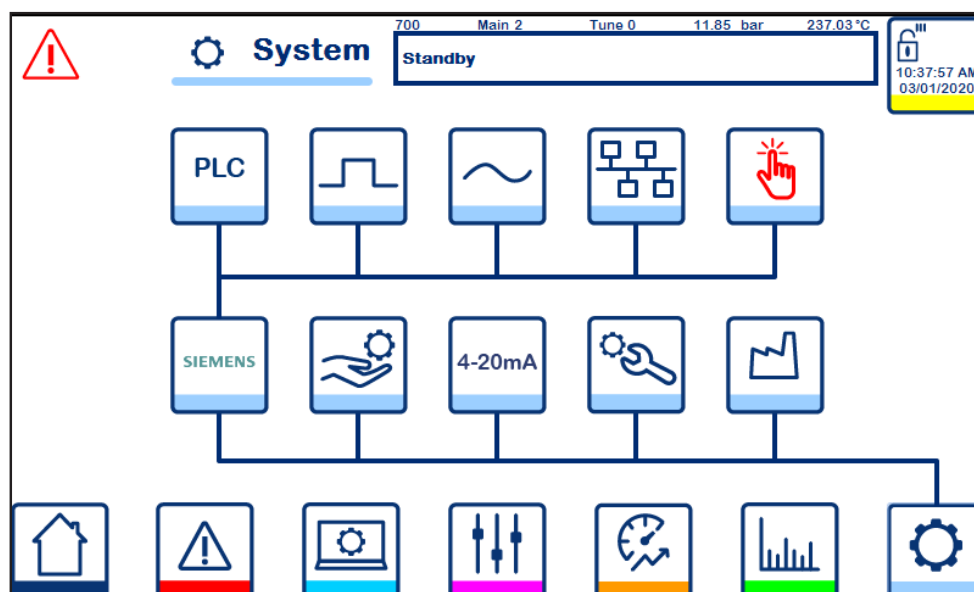 700 Main 2 Tune 0 11.85 bar 237.03 °C
System
Standby
10:37:57 AM
03/01/2020
PLC
SIEMENS
4-20mA